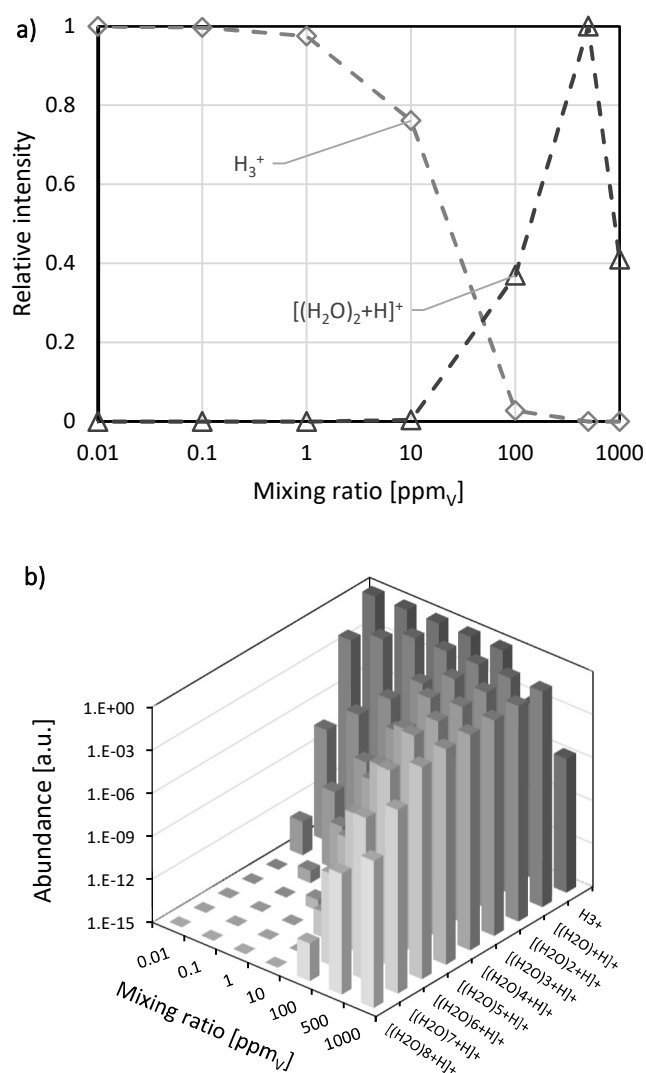 a)
1
0.8
0.6
0.4
0.2
0
Relative intensity
H₃⁺
[(H₂O)₂+H]⁺
0.01 0.1 1 10 100 1000
Mixing ratio [ppmᵥ]
b)
1.E+00
1.E-03
1.E-06
1.E-09
1.E-12
1.E-15
Abundance [a.u.]
0.01
0.1
1
10
100
500
1000
Mixing ratio [ppmᵥ]
H3+
[(H2O)+H]+
[(H2O)2+H]+
[(H2O)3+H]+
[(H2O)4+H]+
[(H2O)5+H]+
[(H2O)6+H]+
[(H2O)7+H]+
[(H2O)8+H]+